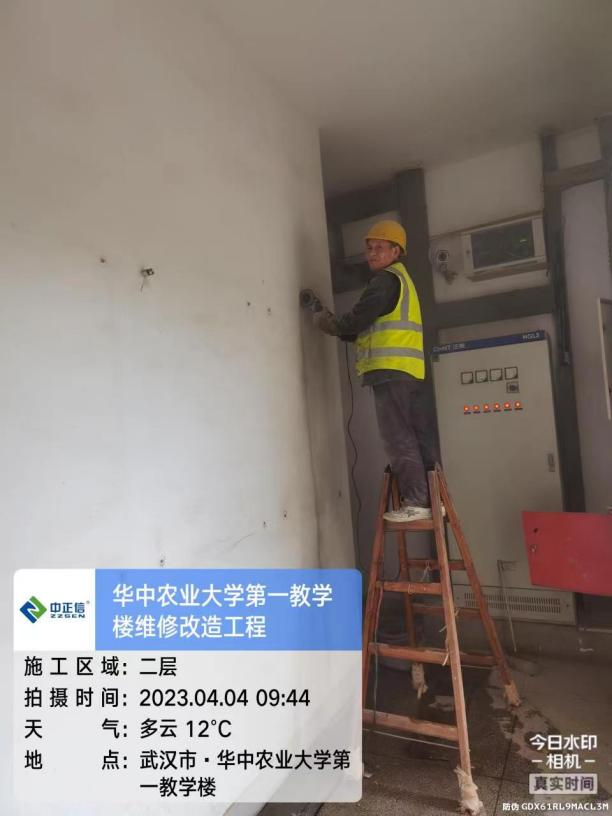 CHNT 正泰
HGLS
中正信®
ZZSEN
华中农业大学第一教学
楼维修改造工程
施工区域：二层
拍摄时间：2023.04.04 09:44
天气：多云 12℃
地点：武汉市·华中农业大学第
一教学楼
今日水印
-相机-
真实时间
防伪 GDX61RL9MACL3M